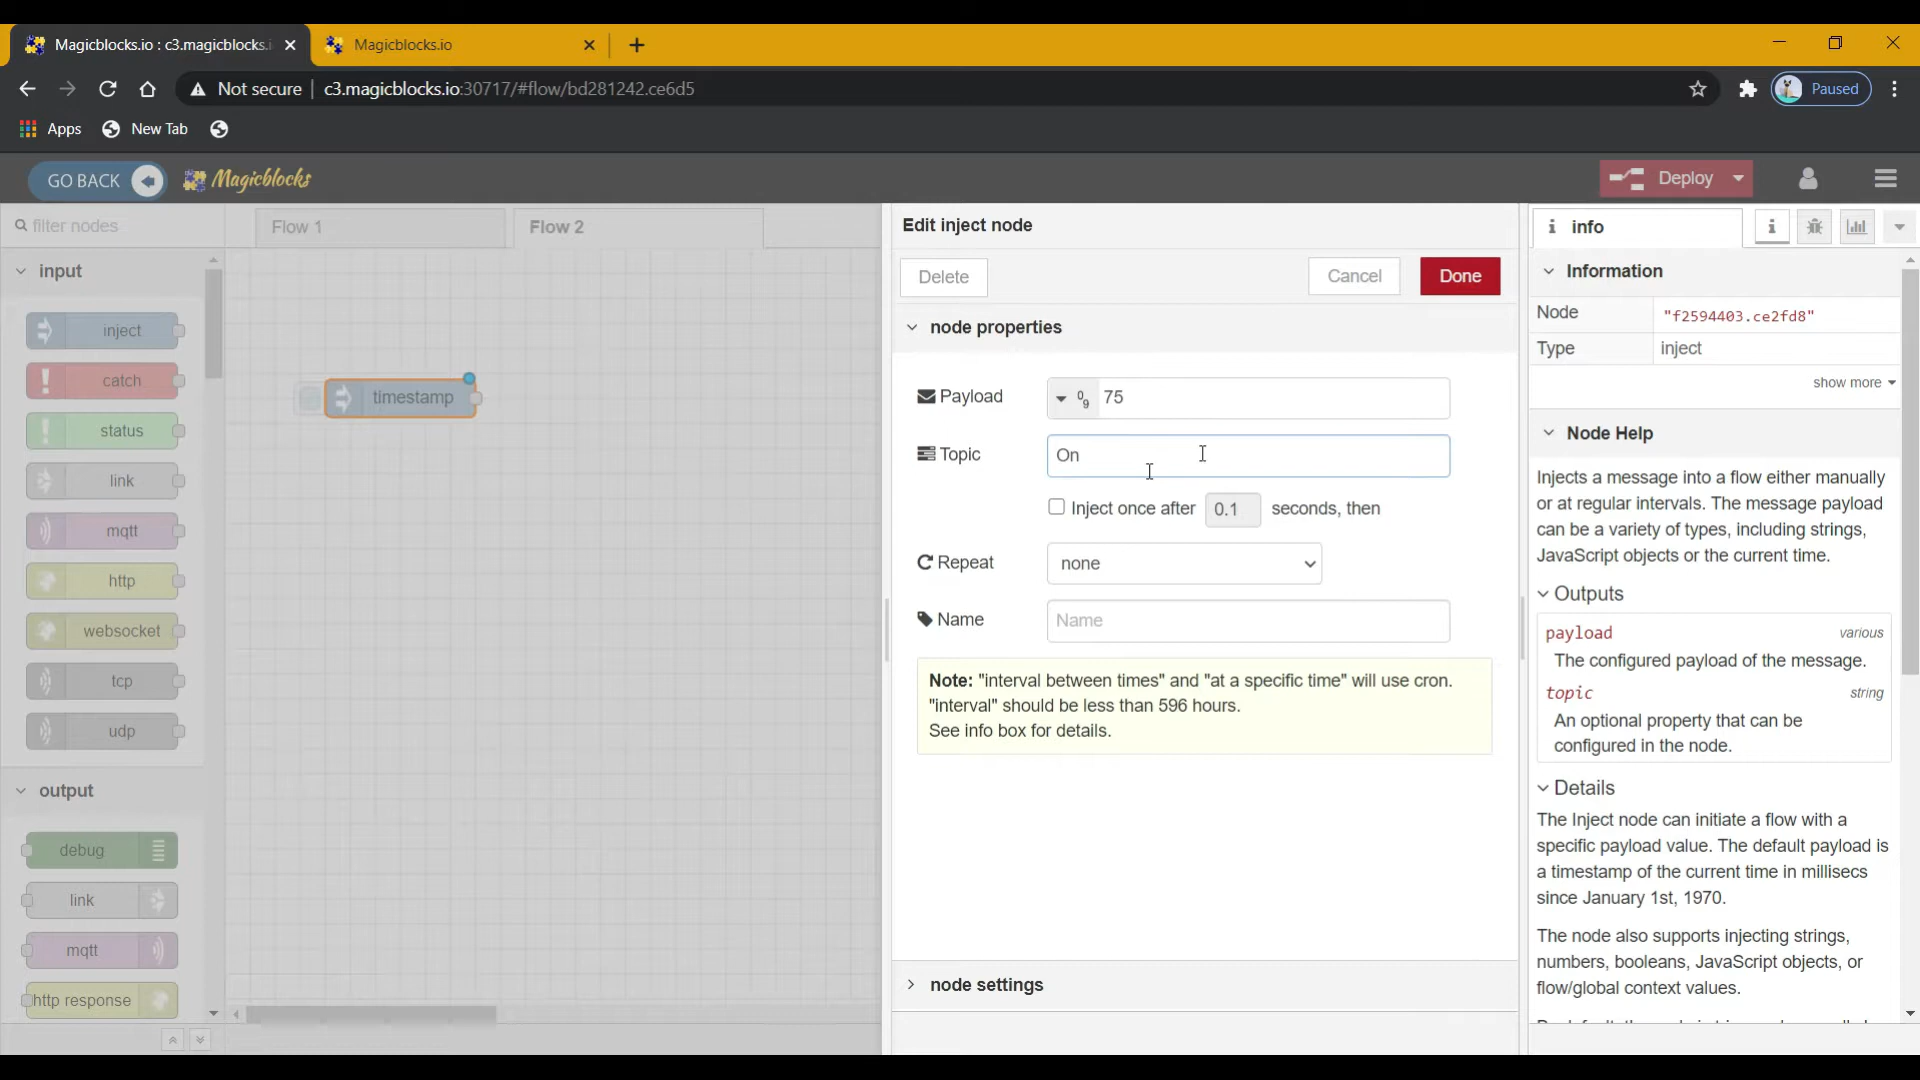 Magicblocks.io : c3.magicblocks.i
Magicblocks.io
Not secure
c3.magicblocks.io:30717/#flow/bd281242.ce6d5
Paused
Apps
New Tab
GO BACK
Magicblocks
Deploy
filter nodes
Flow 1
Flow 2
input
inject
catch
status
link
mqtt
http
websocket
tcp
udp
output
debug
link
mqtt
http response
timestamp
Edit inject node
Delete
Cancel
Done
node properties
Payload
75
Topic
On
Inject once after 0.1 seconds, then
Repeat
none
Name
Name
Note: "interval between times" and "at a specific time" will use cron.
"interval" should be less than 596 hours.
See info box for details.
node settings
info
Information
Node "f2594403.ce2fd8"
Type inject
show more
Node Help
Injects a message into a flow either manually
or at regular intervals. The message payload
can be a variety of types, including strings,
JavaScript objects or the current time.
Outputs
payload various
The configured payload of the message.
topic string
An optional property that can be
configured in the node.
Details
The Inject node can initiate a flow with a
specific payload value. The default payload is
a timestamp of the current time in millisecs
since January 1st, 1970.
The node also supports injecting strings,
numbers, booleans, JavaScript objects, or
flow/global context values.